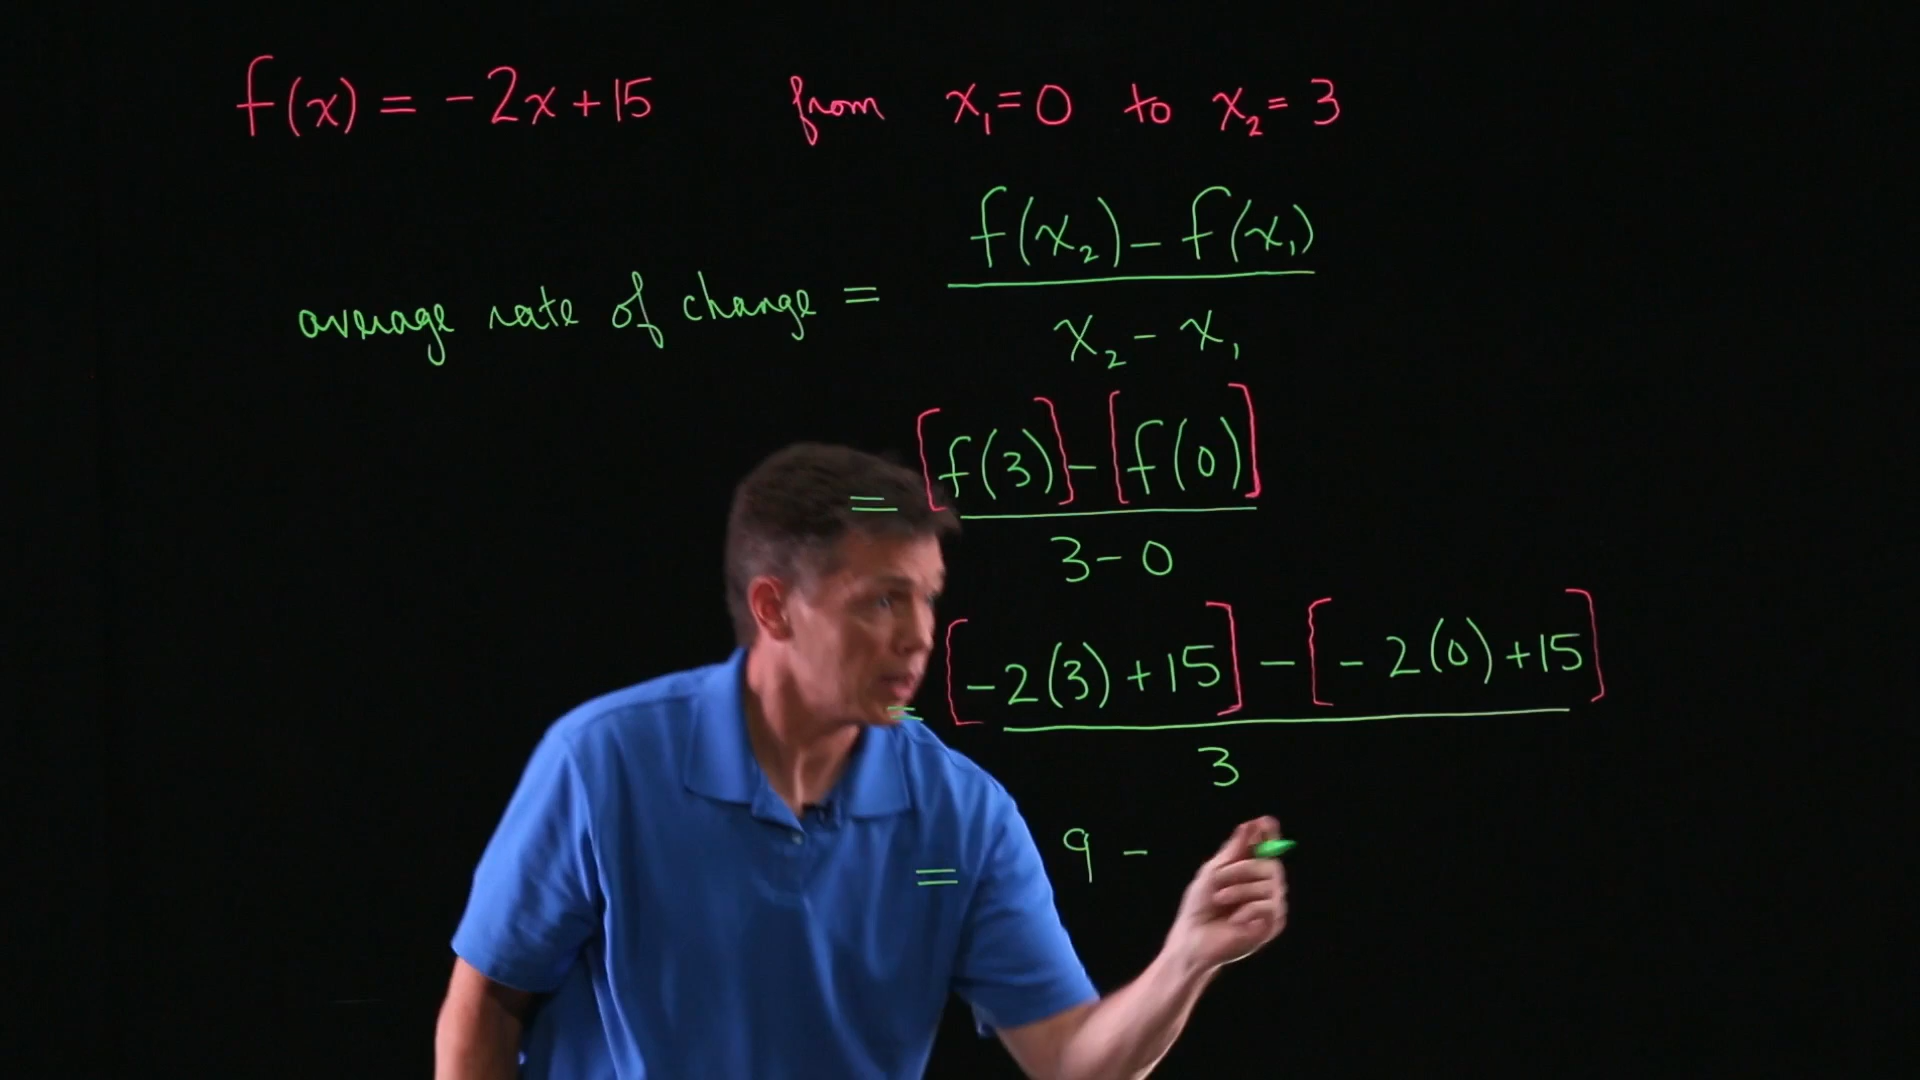 f(x) = -2x+15 from x₁=0 to x₂=3
f(x₂) - f(x₁)
average rate of change =
x₂ - x₁
[f(3)] - [f(0)]
=
3-0
[-2(3)+15] - [-2(0)+15]
=
3
= 9 -